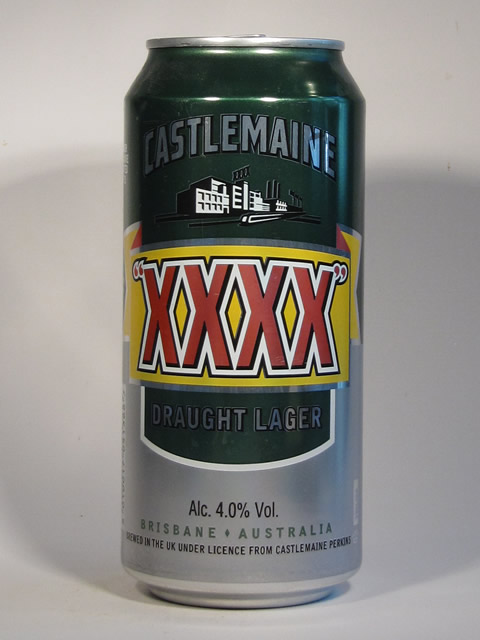 CASTLEMAINE
XXXX
"XXXX"
DRAUGHT LAGER
Alc. 4.0% Vol.
BRISBANE ♦ AUSTRALIA
BREWED IN THE UK UNDER LICENCE FROM CASTLEMAINE PERKINS